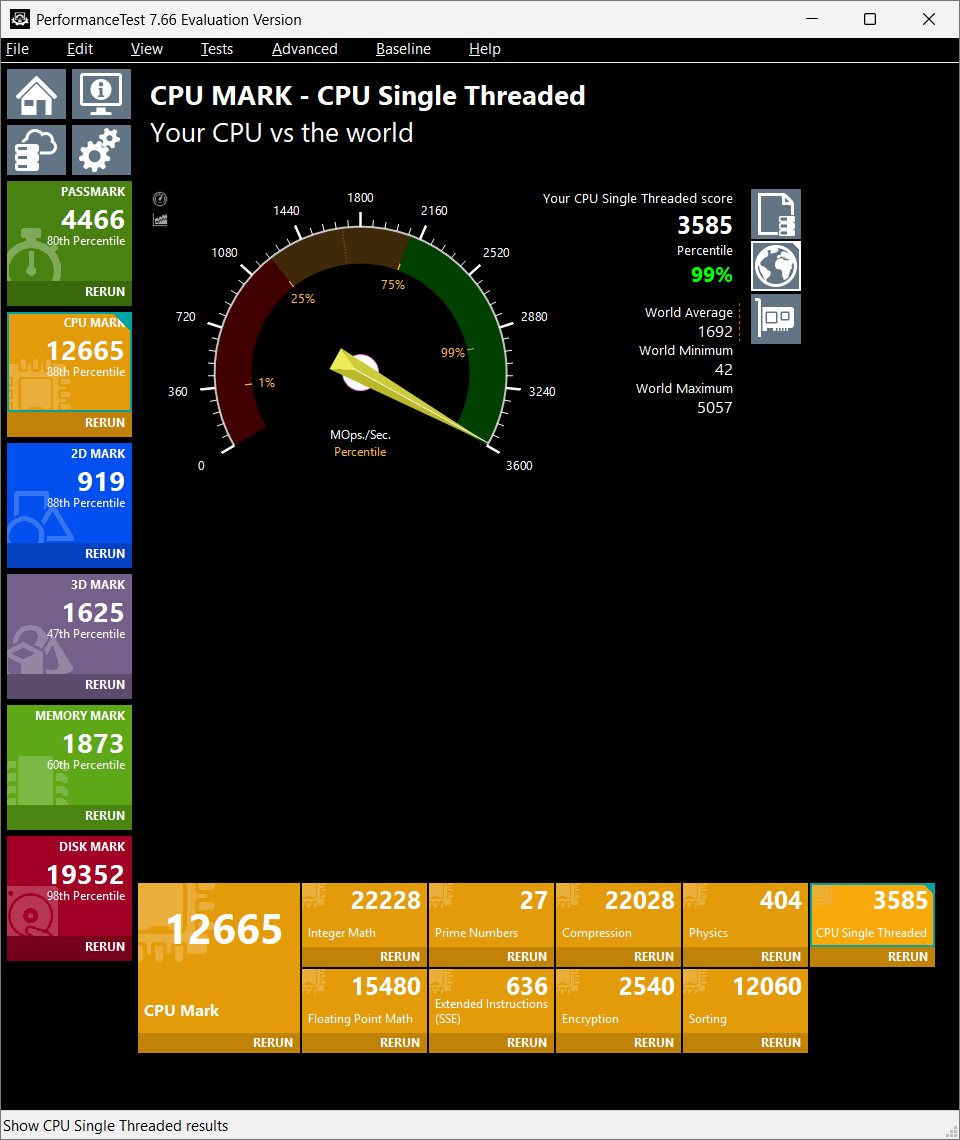 PerformanceTest 7.66 Evaluation Version
File Edit View Tests Advanced Baseline Help
CPU MARK - CPU Single Threaded
Your CPU vs the world
PASSMARK
4466
80th Percentile
RERUN
CPU MARK
12665
88th Percentile
RERUN
2D MARK
919
88th Percentile
RERUN
3D MARK
1625
47th Percentile
RERUN
MEMORY MARK
1873
60th Percentile
RERUN
DISK MARK
19352
98th Percentile
RERUN
0
360
720
1080
1440
1800
2160
2520
2880
3240
3600
1%
25%
75%
99%
MOps./Sec.
Percentile
Your CPU Single Threaded score
3585
Percentile
99%
World Average
1692
World Minimum
42
World Maximum
5057
12665
CPU Mark
RERUN
22228
Integer Math
RERUN
27
Prime Numbers
RERUN
22028
Compression
RERUN
404
Physics
RERUN
3585
CPU Single Threaded
RERUN
15480
Floating Point Math
RERUN
636
Extended Instructions
(SSE)
RERUN
2540
Encryption
RERUN
12060
Sorting
RERUN
Show CPU Single Threaded results